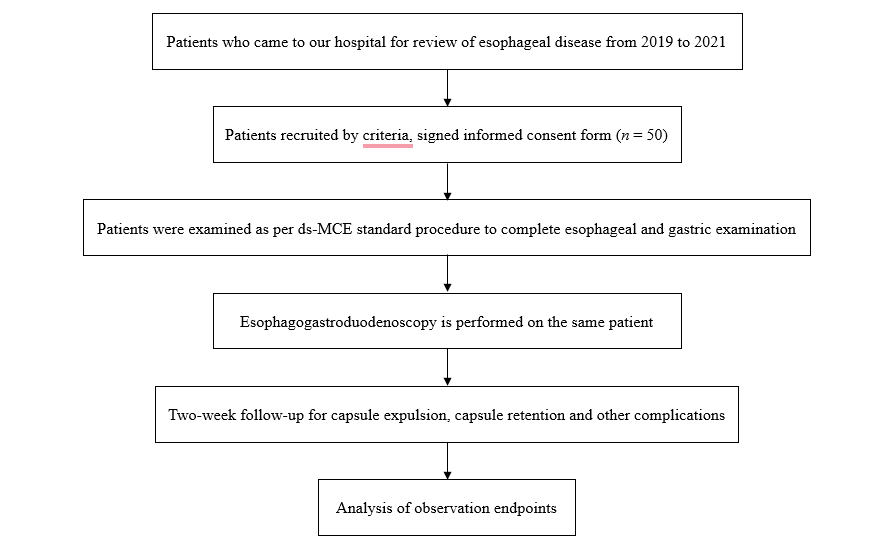 Patients who came to our hospital for review of esophageal disease from 2019 to 2021
Patients recruited by criteria, signed informed consent form (n = 50)
Patients were examined as per ds-MCE standard procedure to complete esophageal and gastric examination
Esophagogastroduodenoscopy is performed on the same patient
Two-week follow-up for capsule expulsion, capsule retention and other complications
Analysis of observation endpoints